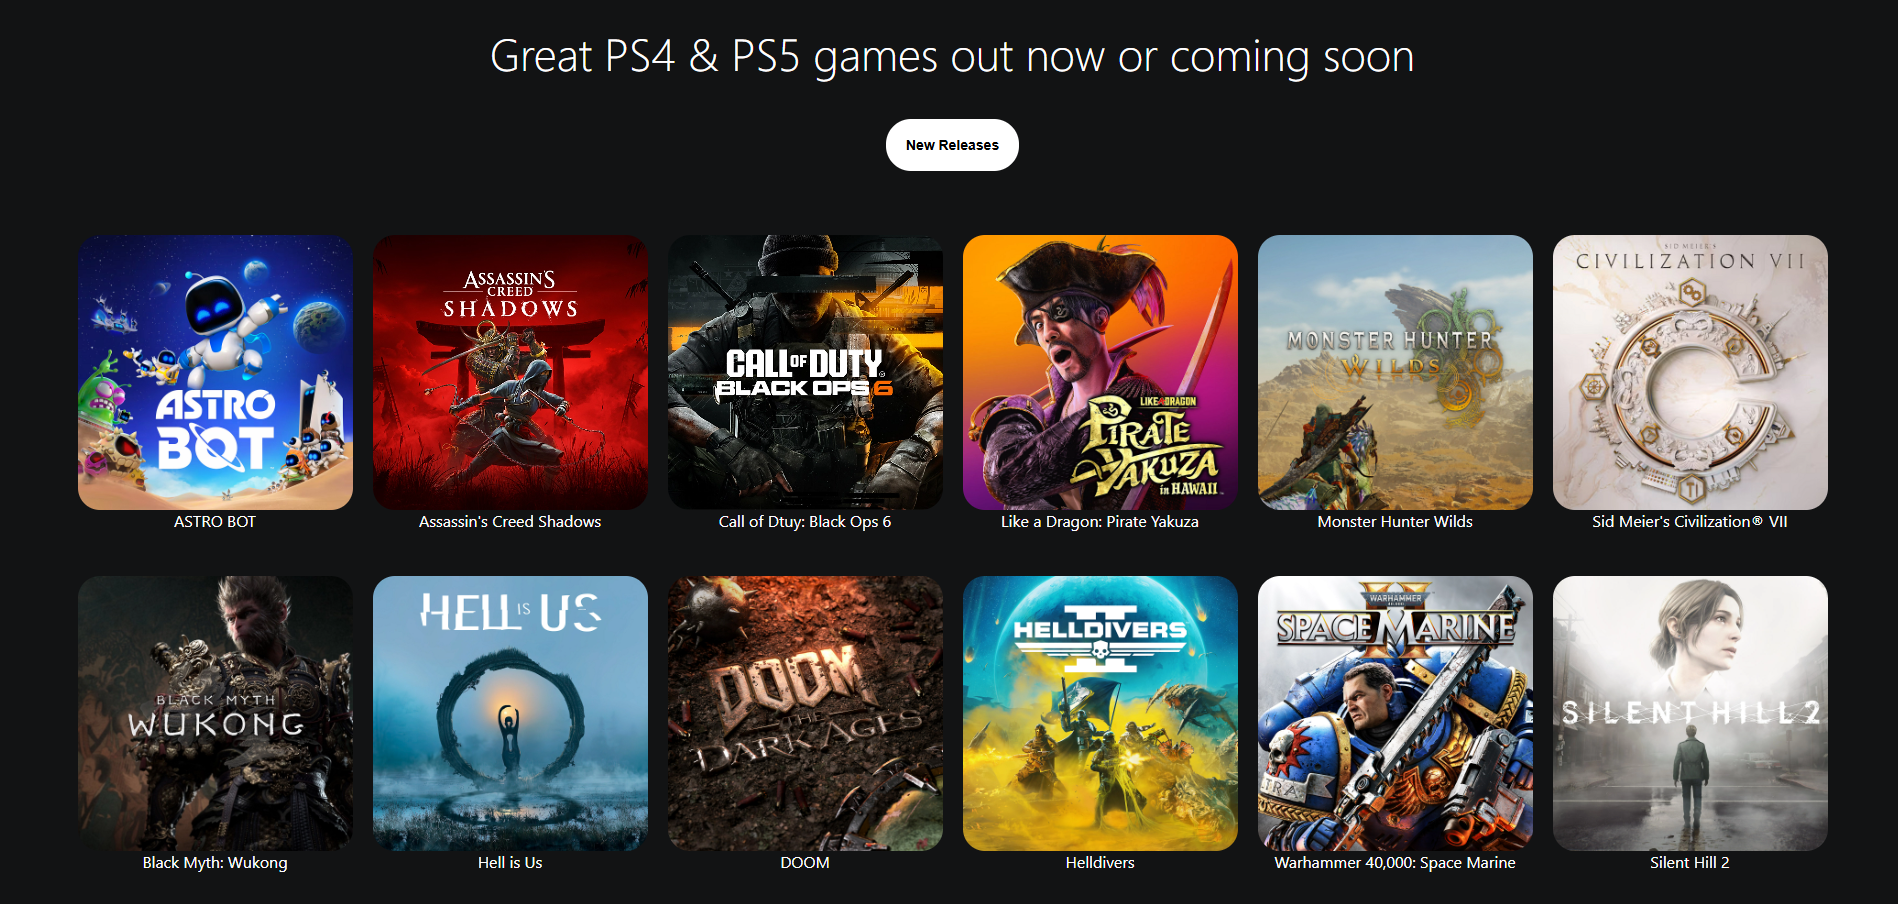 Great PS4 & PS5 games out now or coming soon
New Releases
ASTRO
BOT
ASSASSIN'S
CREED
SHADOWS
CALL OF DUTY
BLACK OPS 6
LIKE A DRAGON
PIRATE
YAKUZA
in HAWAII
MONSTER HUNTER
WILDS
SID MEIER'S
CIVILIZATION VII
ASTRO BOT
Assassin's Creed Shadows
Call of Dtuy: Black Ops 6
Like a Dragon: Pirate Yakuza
Monster Hunter Wilds
Sid Meier's Civilization® VII
BLACK MYTH
WUKONG
HELL IS US
DOOM
THE
DARK AGES
HELLDIVERS
II
WARHAMMER
SPACE MARINE
II
SILENT HILL 2
Black Myth: Wukong
Hell is Us
DOOM
Helldivers
Warhammer 40,000: Space Marine
Silent Hill 2